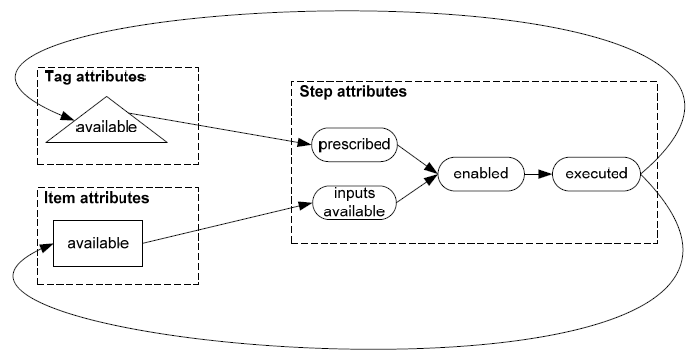 Tag attributes
available
Step attributes
prescribed
enabled
executed
inputs
available
Item attributes
available